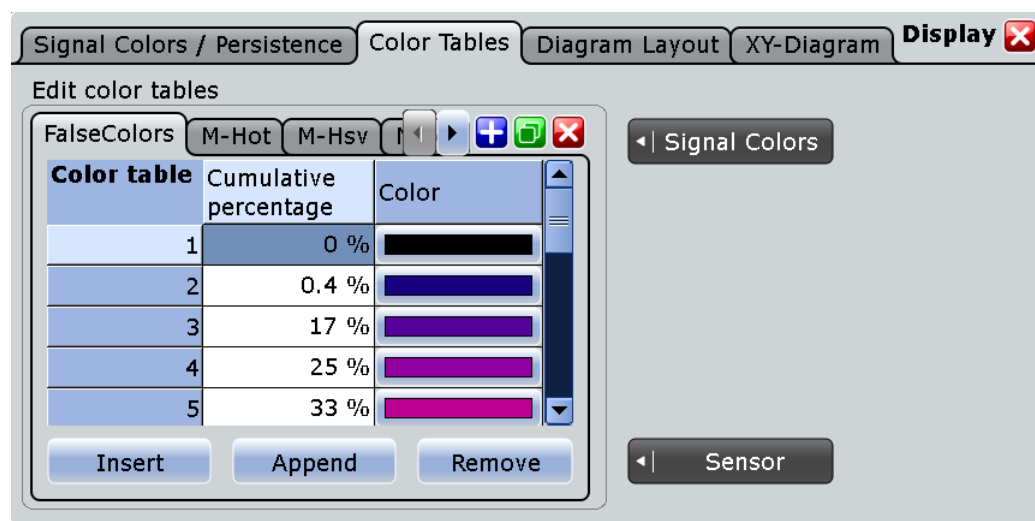 Signal Colors / Persistence Color Tables Diagram Layout XY-Diagram Display
Edit color tables
FalseColors M-Hot M-Hsv
Signal Colors
Color table Cumulative percentage Color
1 0 %
2 0.4 %
3 17 %
4 25 %
5 33 %
Insert Append Remove
Sensor